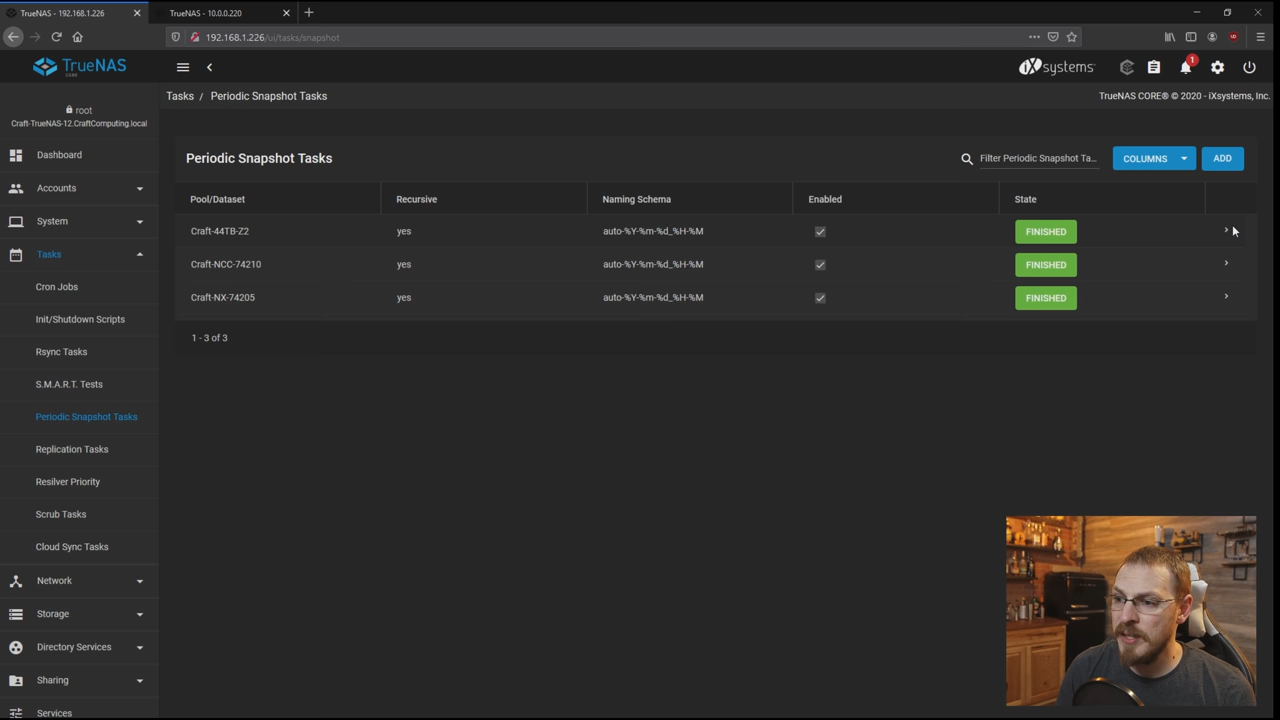 TrueNAS - 192.168.1.226
TrueNAS - 10.0.0.220
192.168.1.226/ui/tasks/snapshot
TrueNAS
CORE
iXsystems
1
root
Craft-TrueNAS-12.CraftComputing.local
Tasks / Periodic Snapshot Tasks
TrueNAS CORE® © 2020 - iXsystems, Inc.
Dashboard
Accounts
System
Tasks
Cron Jobs
Init/Shutdown Scripts
Rsync Tasks
S.M.A.R.T. Tests
Periodic Snapshot Tasks
Replication Tasks
Resilver Priority
Scrub Tasks
Cloud Sync Tasks
Network
Storage
Directory Services
Sharing
Services
Periodic Snapshot Tasks
Filter Periodic Snapshot Ta...
COLUMNS
ADD
Pool/Dataset Recursive Naming Schema Enabled State
Craft-44TB-Z2 yes auto-%Y-%m-%d_%H-%M FINISHED
Craft-NCC-74210 yes auto-%Y-%m-%d_%H-%M FINISHED
Craft-NX-74205 yes auto-%Y-%m-%d_%H-%M FINISHED
1 - 3 of 3